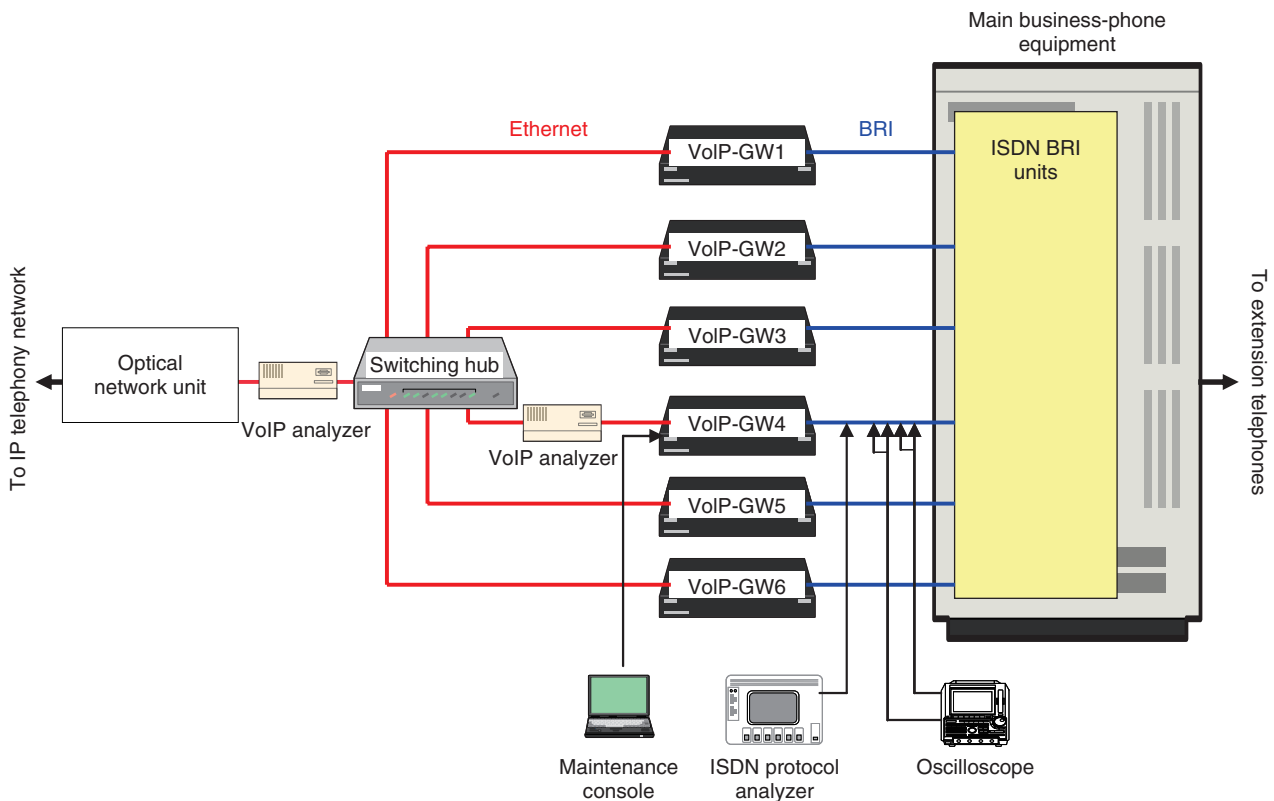 Main business-phone
equipment
Ethernet
BRI
VoIP-GW1
ISDN BRI
units
VoIP-GW2
To IP telephony network
To extension telephones
VoIP-GW3
Optical
network unit
Switching hub
VoIP analyzer
VoIP-GW4
VoIP analyzer
VoIP-GW5
VoIP-GW6
Maintenance
console
ISDN protocol
analyzer
Oscilloscope